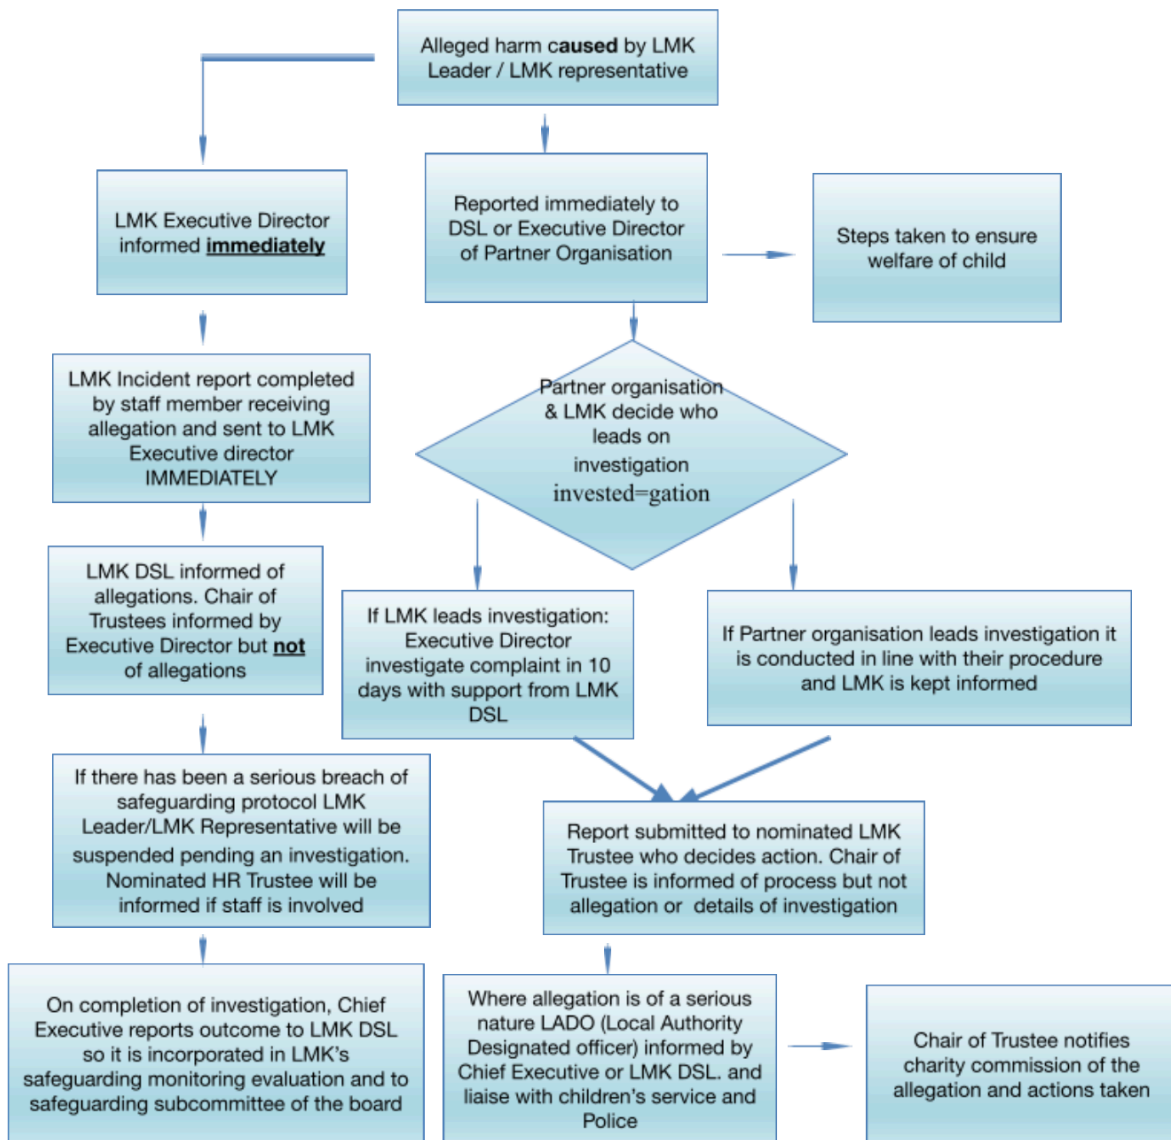 Alleged harm caused by LMK
Leader / LMK representative
LMK Executive Director
informed immediately
Reported immediately to
DSL or Executive Director
of Partner Organisation
Steps taken to ensure
welfare of child
LMK Incident report completed
by staff member receiving
allegation and sent to LMK
Executive director
IMMEDIATELY
Partner organisation
& LMK decide who
leads on
investigation
invested=gation
LMK DSL informed of
allegations. Chair of
Trustees informed by
Executive Director but not
of allegations
If LMK leads investigation:
Executive Director
investigate complaint in 10
days with support from LMK
DSL
If Partner organisation leads investigation it
is conducted in line with their procedure
and LMK is kept informed
If there has been a serious breach of
safeguarding protocol LMK
Leader/LMK Representative will be
suspended pending an investigation.
Nominated HR Trustee will be
informed if staff is involved
Report submitted to nominated LMK
Trustee who decides action. Chair of
Trustee is informed of process but not
allegation or details of investigation
On completion of investigation, Chief
Executive reports outcome to LMK DSL
so it is incorporated in LMK's
safeguarding monitoring evaluation and to
safeguarding subcommittee of the board
Where allegation is of a serious
nature LADO (Local Authority
Designated officer) informed by
Chief Executive or LMK DSL. and
liaise with children's service and
Police
Chair of Trustee notifies
charity commission of the
allegation and actions taken